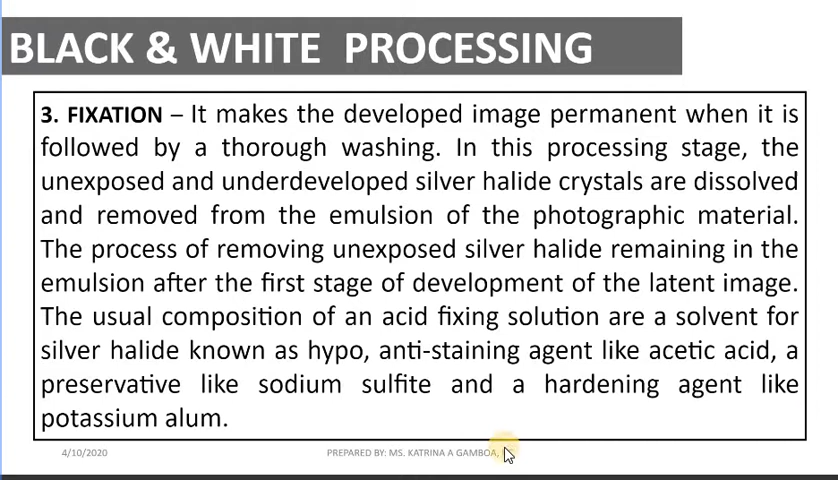 BLACK & WHITE PROCESSING
3. FIXATION – It makes the developed image permanent when it is
followed by a thorough washing. In this processing stage, the
unexposed and underdeveloped silver halide crystals are dissolved
and removed from the emulsion of the photographic material.
The process of removing unexposed silver halide remaining in the
emulsion after the first stage of development of the latent image.
The usual composition of an acid fixing solution are a solvent for
silver halide known as hypo, anti-staining agent like acetic acid, a
preservative like sodium sulfite and a hardening agent like
potassium alum.
4/10/2020 PREPARED BY: MS. KATRINA A GAMBOA,